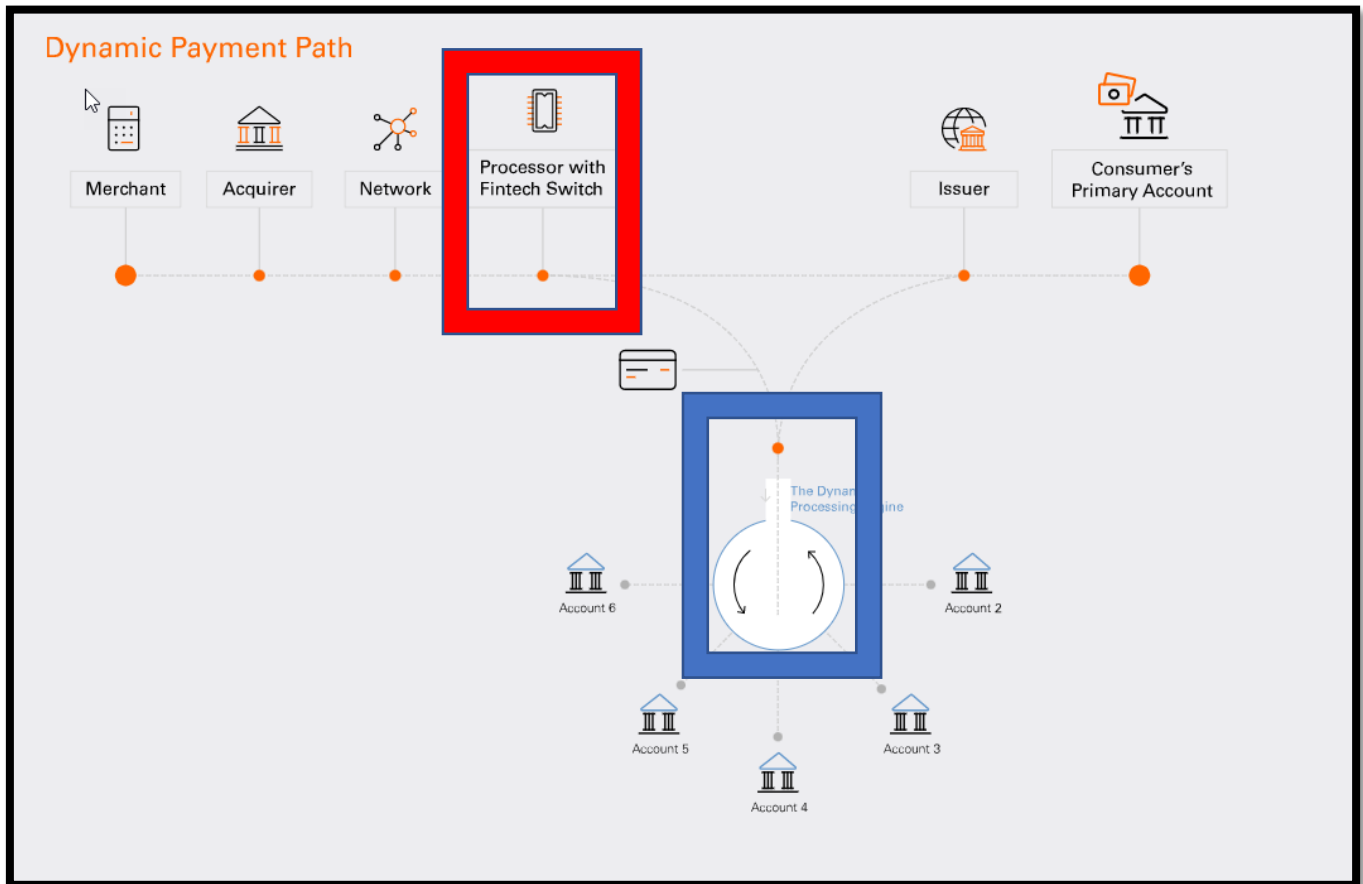 Dynamic Payment Path
Merchant
Acquirer
Network
Processor with
Fintech Switch
Issuer
Consumer's
Primary Account
The Dynam
Processing gine
Account 6
Account 2
Account 5
Account 3
Account 4